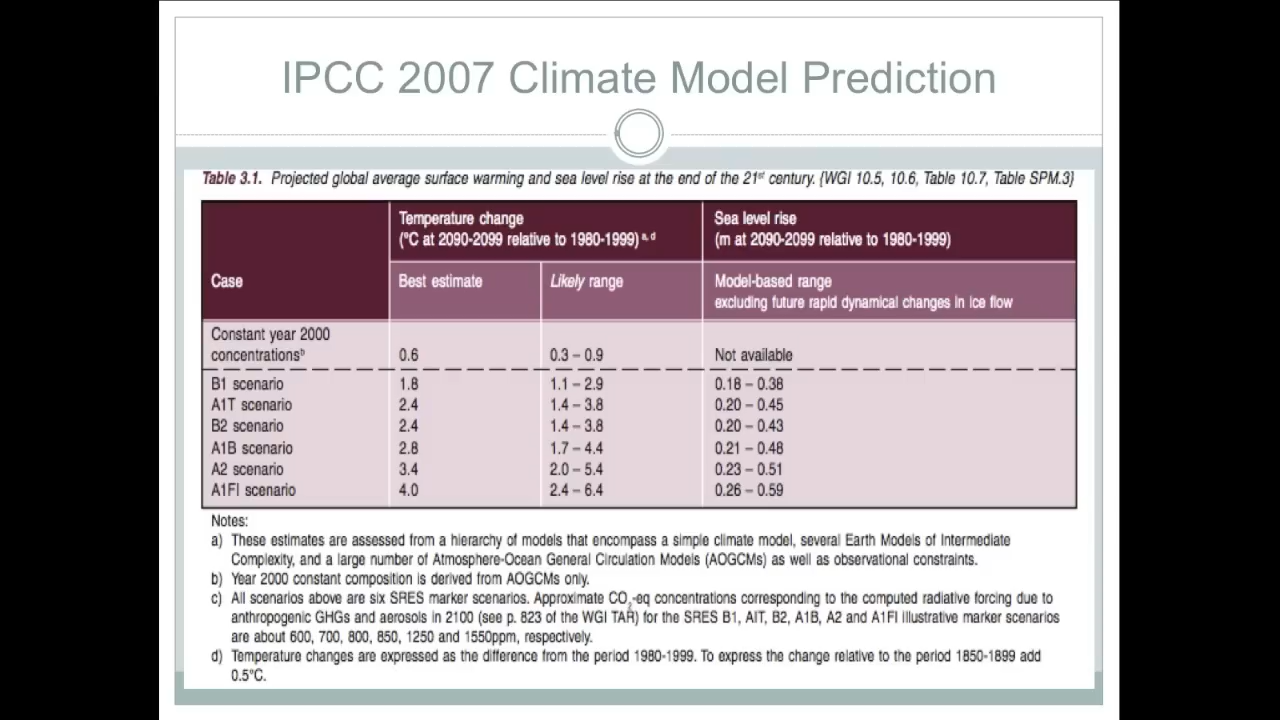 IPCC 2007 Climate Model Prediction
Table 3.1. Projected global average surface warming and sea level rise at the end of the 21st century. {WGI 10.5, 10.6, Table 10.7, Table SPM.3}
Temperature change Sea level rise
(°C at 2090-2099 relative to 1980-1999) a, d (m at 2090-2099 relative to 1980-1999)
Case Best estimate Likely range Model-based range
excluding future rapid dynamical changes in ice flow
Constant year 2000
concentrationsb 0.6 0.3 – 0.9 Not available
B1 scenario 1.8 1.1 – 2.9 0.18 – 0.38
A1T scenario 2.4 1.4 – 3.8 0.20 – 0.45
B2 scenario 2.4 1.4 – 3.8 0.20 – 0.43
A1B scenario 2.8 1.7 – 4.4 0.21 – 0.48
A2 scenario 3.4 2.0 – 5.4 0.23 – 0.51
A1FI scenario 4.0 2.4 – 6.4 0.26 – 0.59
Notes:
a) These estimates are assessed from a hierarchy of models that encompass a simple climate model, several Earth Models of Intermediate
Complexity, and a large number of Atmosphere-Ocean General Circulation Models (AOGCMs) as well as observational constraints.
b) Year 2000 constant composition is derived from AOGCMs only.
c) All scenarios above are six SRES marker scenarios. Approximate CO2-eq concentrations corresponding to the computed radiative forcing due to
anthropogenic GHGs and aerosols in 2100 (see p. 823 of the WGI TAR) for the SRES B1, AIT, B2, A1B, A2 and A1FI illustrative marker scenarios
are about 600, 700, 800, 850, 1250 and 1550ppm, respectively.
d) Temperature changes are expressed as the difference from the period 1980-1999. To express the change relative to the period 1850-1899 add
0.5°C.